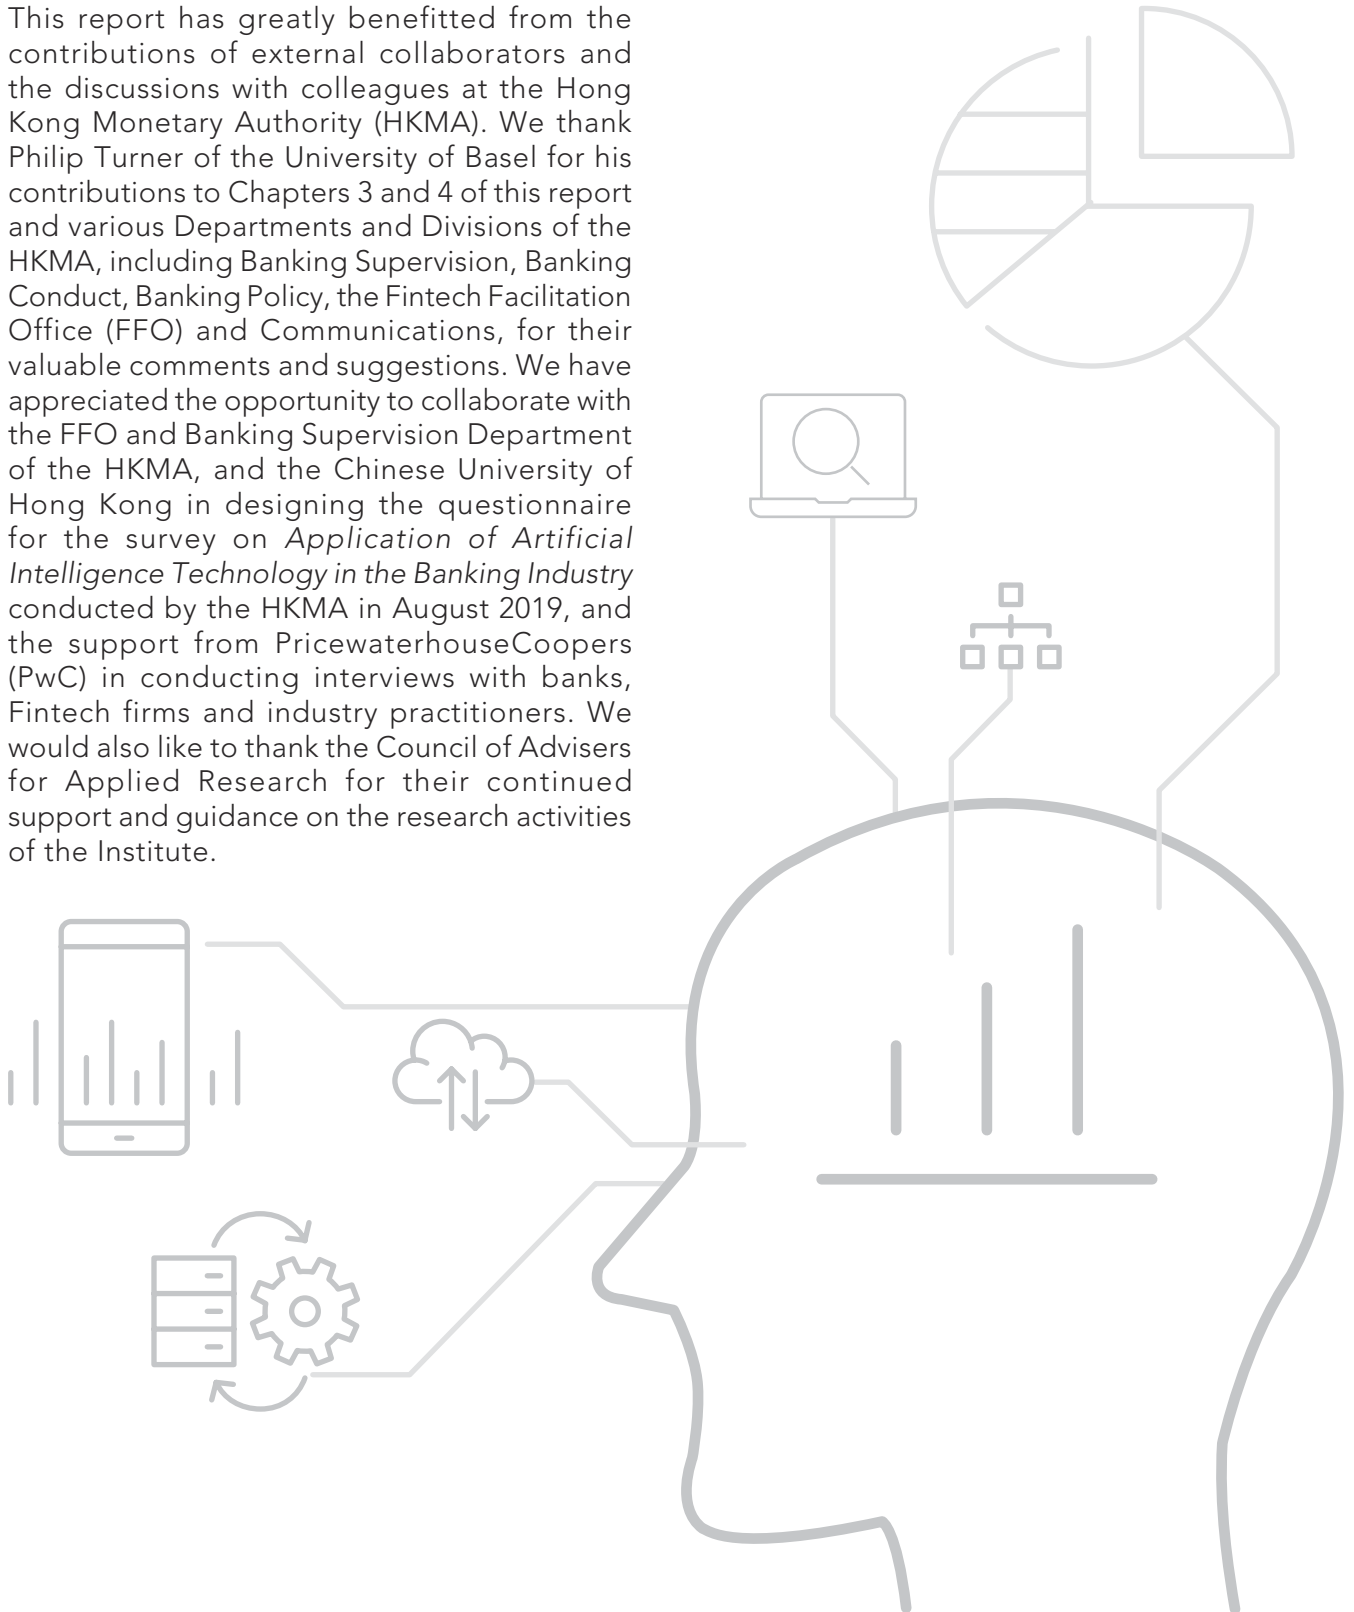 This report has greatly benefitted from the
contributions of external collaborators and
the discussions with colleagues at the Hong
Kong Monetary Authority (HKMA). We thank
Philip Turner of the University of Basel for his
contributions to Chapters 3 and 4 of this report
and various Departments and Divisions of the
HKMA, including Banking Supervision, Banking
Conduct, Banking Policy, the Fintech Facilitation
Office (FFO) and Communications, for their
valuable comments and suggestions. We have
appreciated the opportunity to collaborate with
the FFO and Banking Supervision Department
of the HKMA, and the Chinese University of
Hong Kong in designing the questionnaire
for the survey on Application of Artificial
Intelligence Technology in the Banking Industry
conducted by the HKMA in August 2019, and
the support from PricewaterhouseCoopers
(PwC) in conducting interviews with banks,
Fintech firms and industry practitioners. We
would also like to thank the Council of Advisers
for Applied Research for their continued
support and guidance on the research activities
of the Institute.